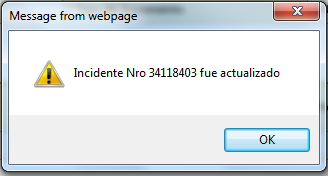 Message from webpage
Incidente Nro 34118403 fue actualizado
OK